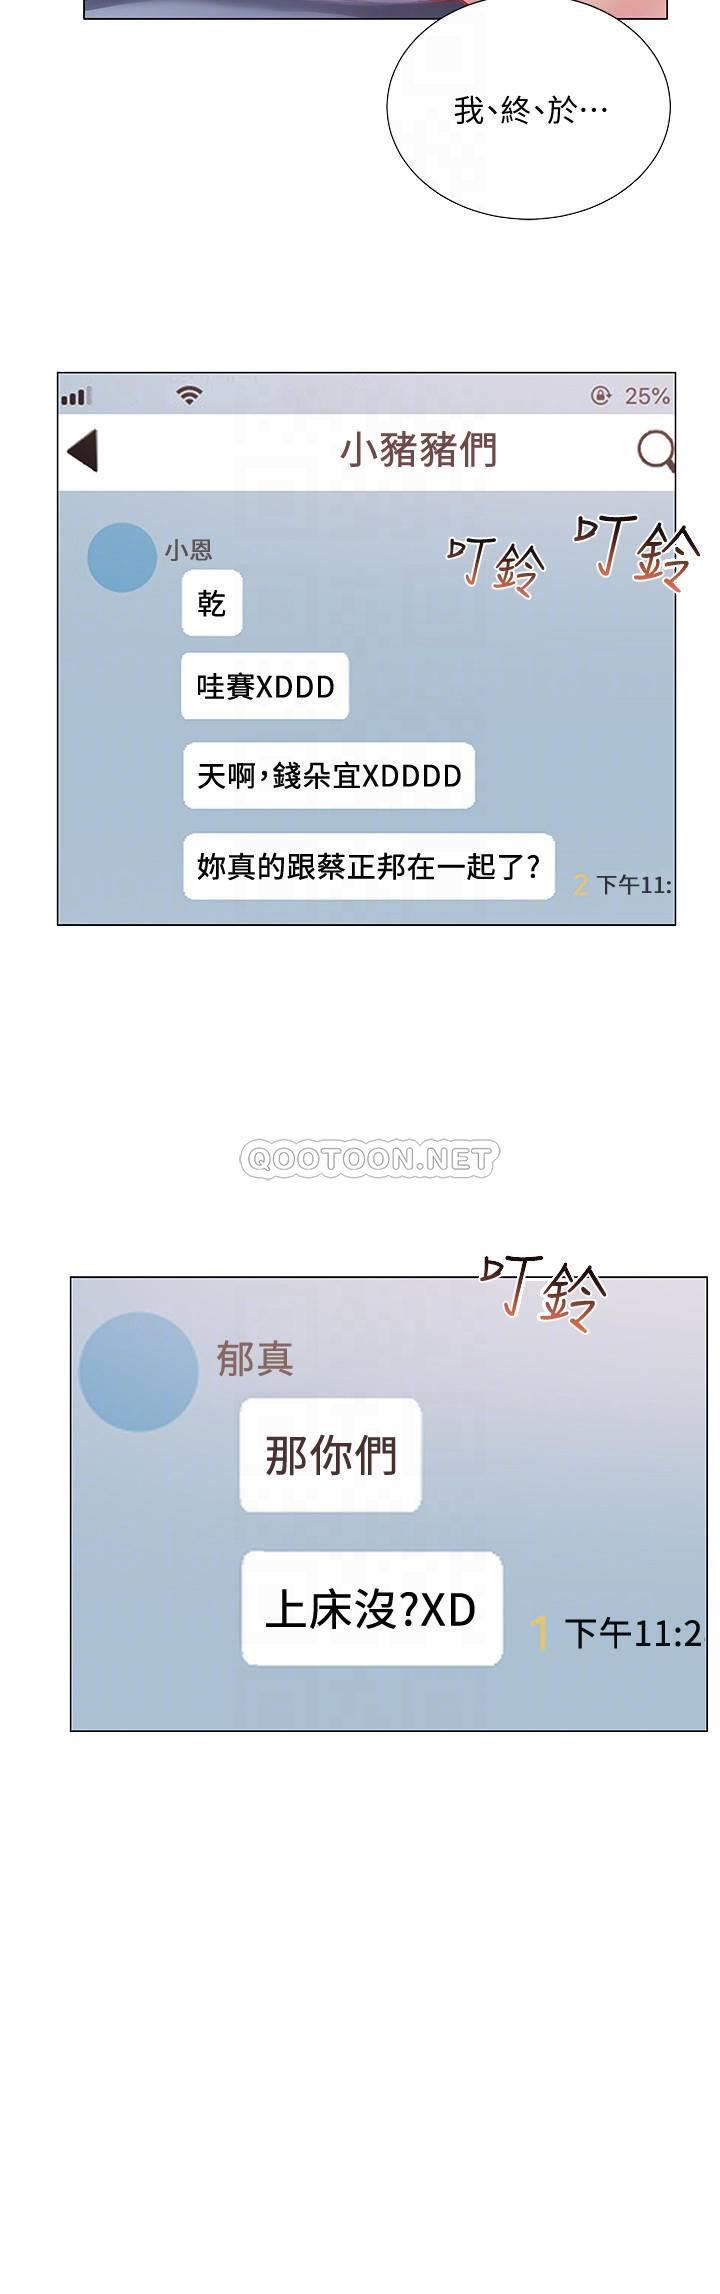 我、終、於…
25%
小豬豬們
小恩
叮鈴
叮鈴
乾
哇賽XDDD
天啊，錢朵宜XDDDD
妳真的跟蔡正邦在一起了?
2 下午11:
QOOTOON.NET
叮鈴
郁真
那你們
上床沒?XD
1 下午11:2